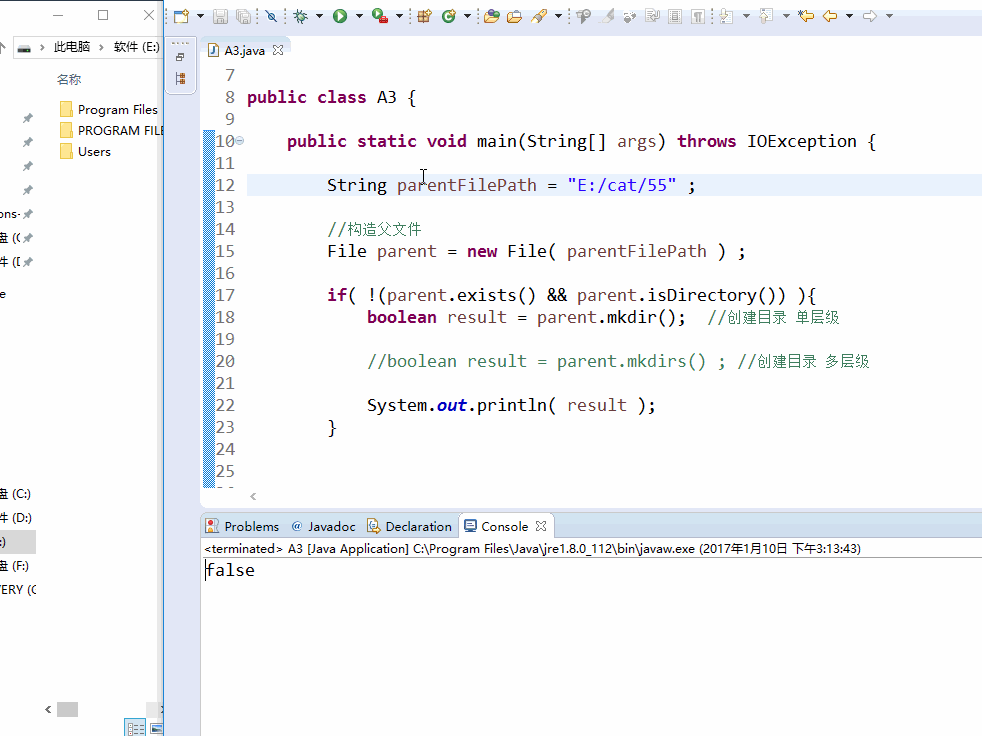 此电脑 > 软件 (E:)
名称
Program Files
PROGRAM FILE
Users
ons-
盘 (C
件 (D
e
盘 (C:)
件 (D:)
:)
盘 (F:)
VERY (G
A3.java
7
8 public class A3 {
9
10 public static void main(String[] args) throws IOException {
11
12 String parentFilePath = "E:/cat/55" ;
13
14 //构造父文件
15 File parent = new File( parentFilePath ) ;
16
17 if( !(parent.exists() && parent.isDirectory()) ){
18 boolean result = parent.mkdir(); //创建目录 单层级
19
20 //boolean result = parent.mkdirs() ; //创建目录 多层级
21
22 System.out.println( result );
23 }
24
25
Problems @ Javadoc Declaration Console
<terminated> A3 [Java Application] C:\Program Files\Java\jre1.8.0_112\bin\javaw.exe (2017年1月10日 下午3:13:43)
false